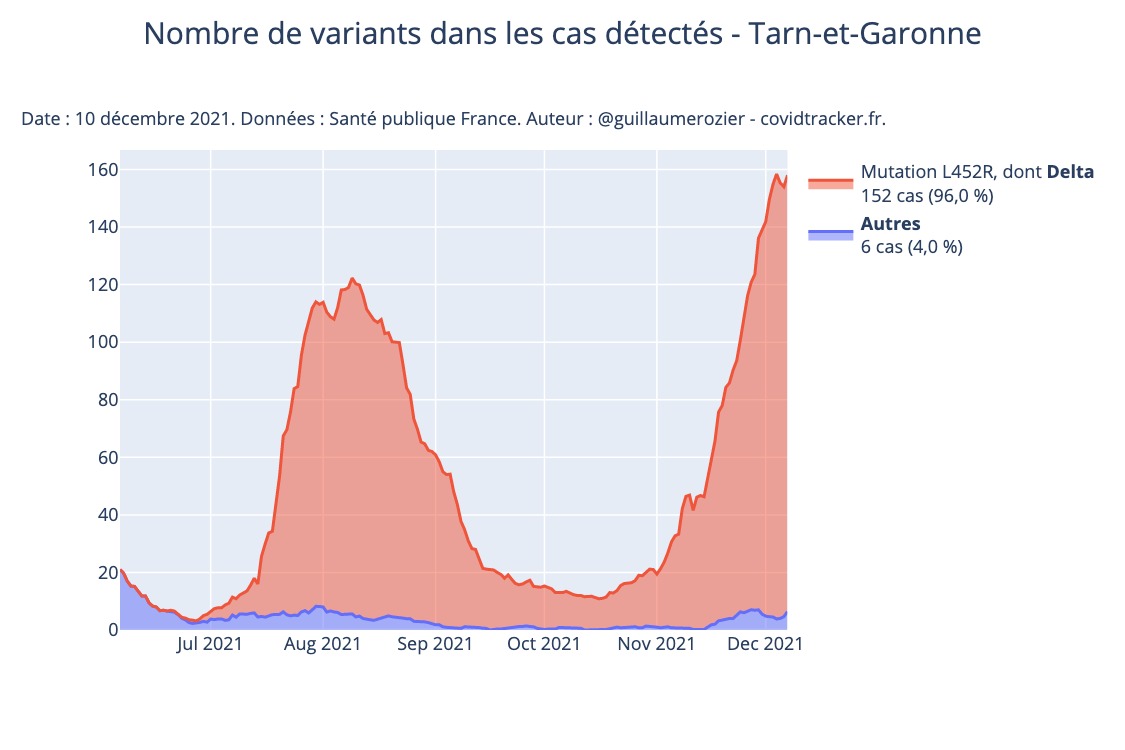 Nombre de variants dans les cas détectés - Tarn-et-Garonne
Date : 10 décembre 2021. Données : Santé publique France. Auteur : @guillaumerozier - covidtracker.fr.
160
140
120
100
80
60
40
20
0
Jul 2021 Aug 2021 Sep 2021 Oct 2021 Nov 2021 Dec 2021
Mutation L452R, dont Delta
152 cas (96,0 %)
Autres
6 cas (4,0 %)